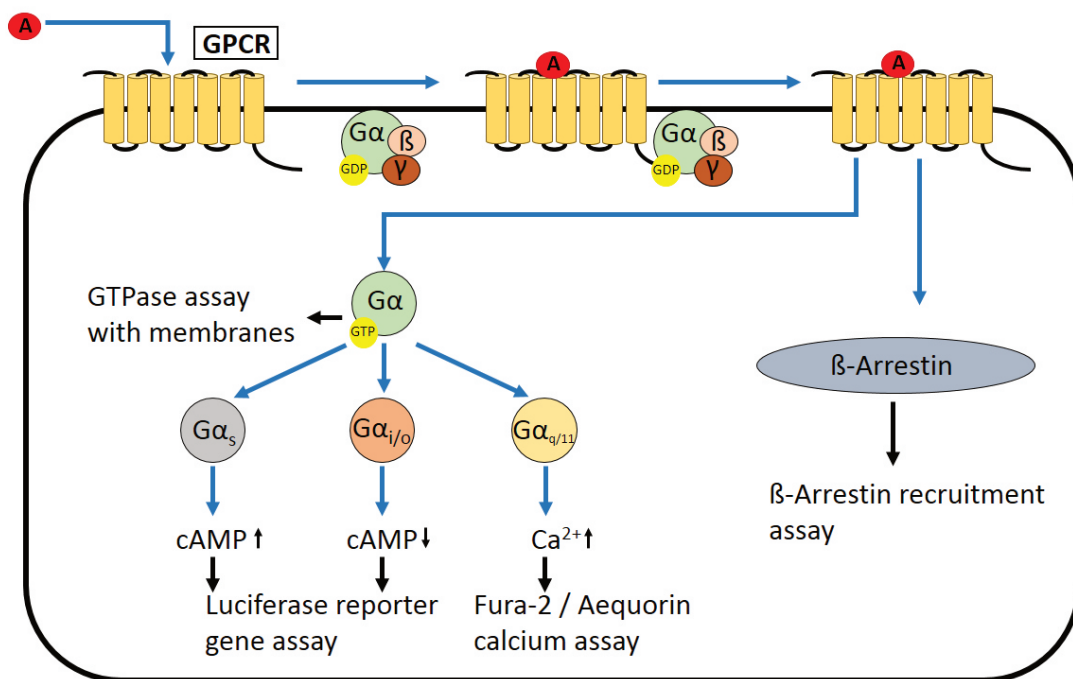 A
GPCR
A
A
Gα
ß
γ
GDP
Gα
ß
γ
GDP
Gα
GTP
GTPase assay
with membranes
ß-Arrestin
Gαs
Gαi/o
Gαq/11
ß-Arrestin recruitment
assay
cAMP
cAMP
Ca²⁺
Luciferase reporter
gene assay
Fura-2 / Aequorin
calcium assay